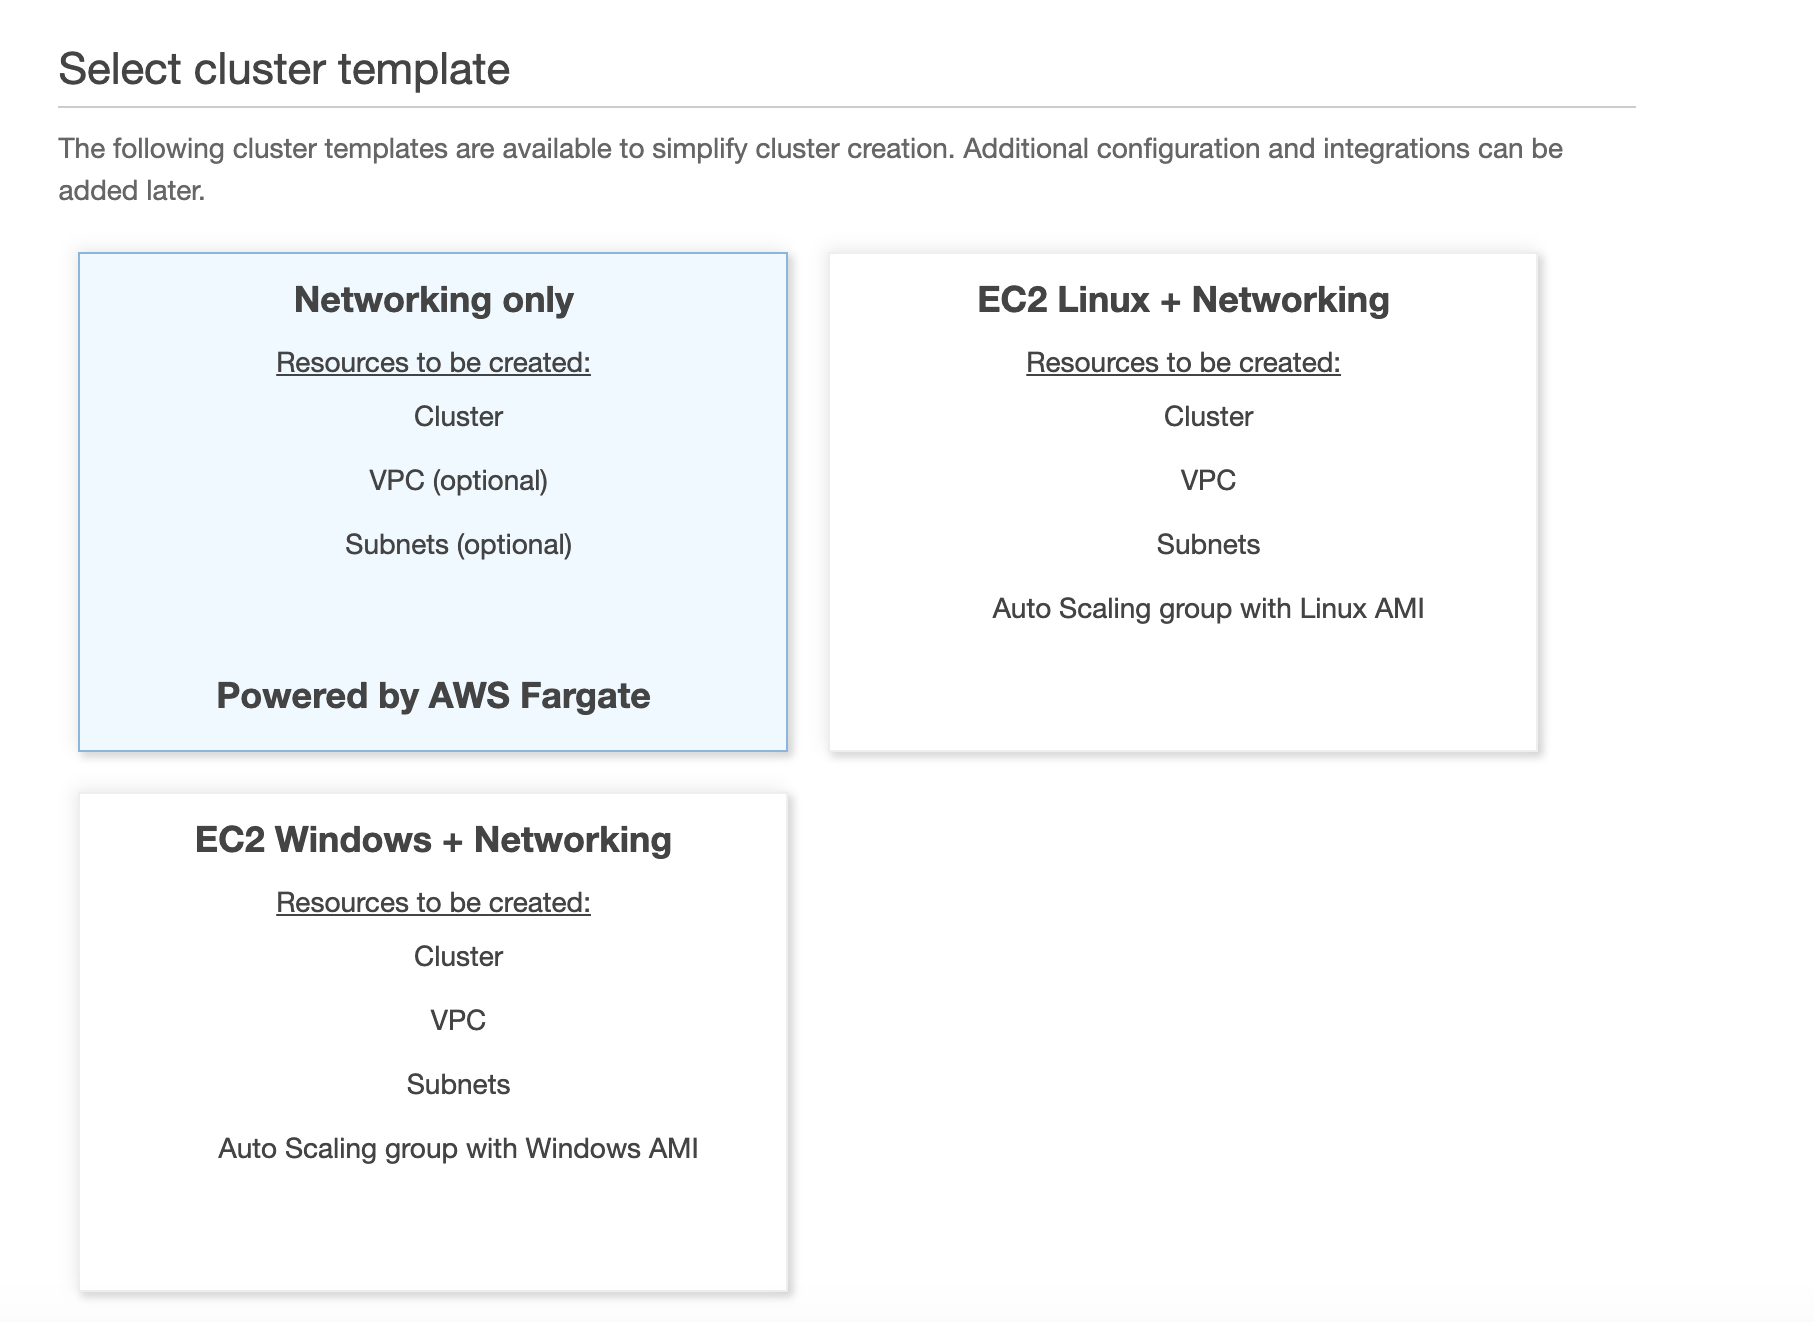 Select cluster template
The following cluster templates are available to simplify cluster creation. Additional configuration and integrations can be
added later.
Networking only
Resources to be created:
Cluster
VPC (optional)
Subnets (optional)
Powered by AWS Fargate
EC2 Linux + Networking
Resources to be created:
Cluster
VPC
Subnets
Auto Scaling group with Linux AMI
EC2 Windows + Networking
Resources to be created:
Cluster
VPC
Subnets
Auto Scaling group with Windows AMI